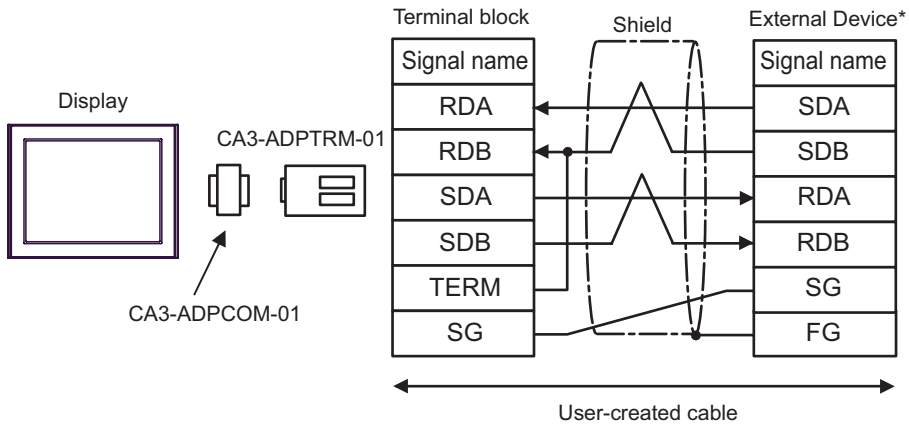 Terminal block
Shield
External Device*
Signal name
Signal name
Display
RDA
SDA
CA3-ADPTRM-01
RDB
SDB
SDA
RDA
SDB
RDB
TERM
SG
CA3-ADPCOM-01
SG
FG
User-created cable